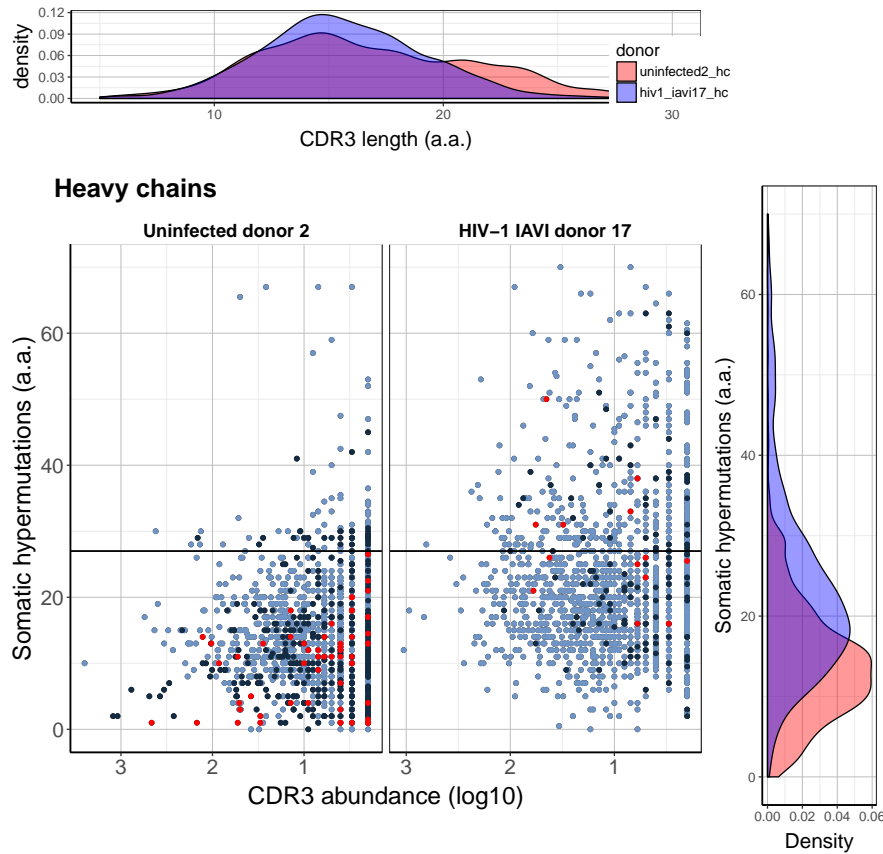 density
0.12
0.09
0.06
0.03
0.00
10
20
30
CDR3 length (a.a.)
donor
uninfected2_hc
hiv1_iavi17_hc
Heavy chains
Uninfected donor 2
HIV−1 IAVI donor 17
Somatic hypermutations (a.a.)
60
40
20
0
3
2
1
3
2
1
CDR3 abundance (log10)
Somatic hypermutations (a.a.)
60
40
20
0
0.00 0.02 0.04 0.06
Density